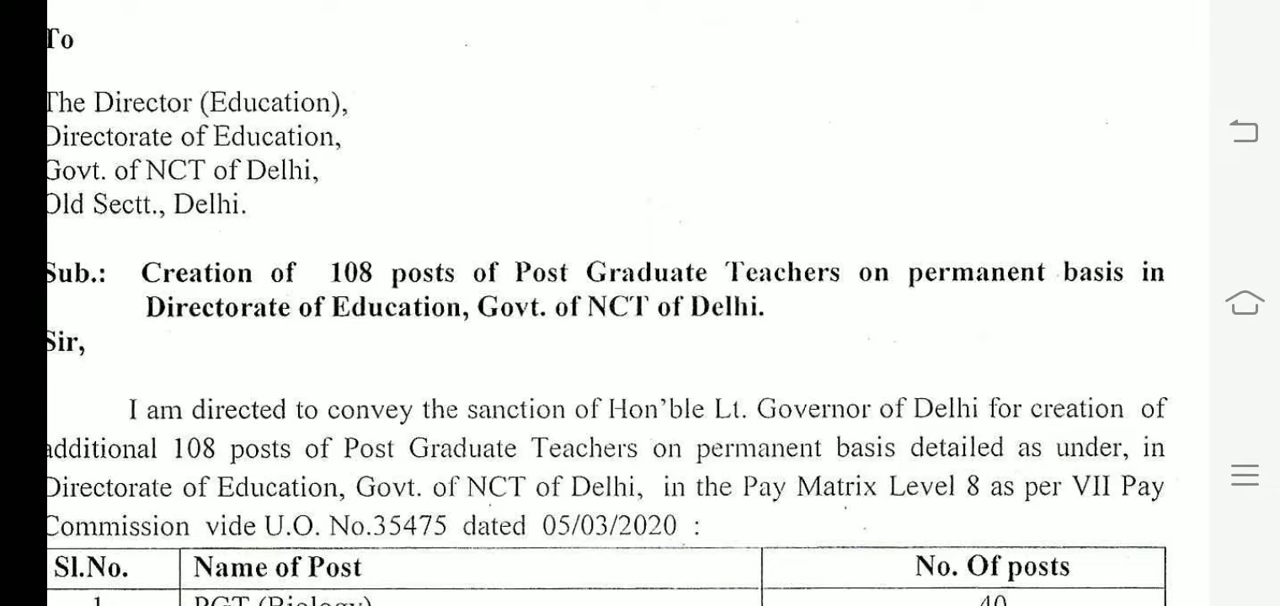 To
The Director (Education),
Directorate of Education,
Govt. of NCT of Delhi,
Old Sectt., Delhi.
Sub.: Creation of 108 posts of Post Graduate Teachers on permanent basis in
Directorate of Education, Govt. of NCT of Delhi.
Sir,
I am directed to convey the sanction of Hon'ble Lt. Governor of Delhi for creation of
additional 108 posts of Post Graduate Teachers on permanent basis detailed as under, in
Directorate of Education, Govt. of NCT of Delhi, in the Pay Matrix Level 8 as per VII Pay
Commission vide U.O. No.35475 dated 05/03/2020 :
Sl.No. Name of Post No. Of posts
1 PGT (Biology) 40